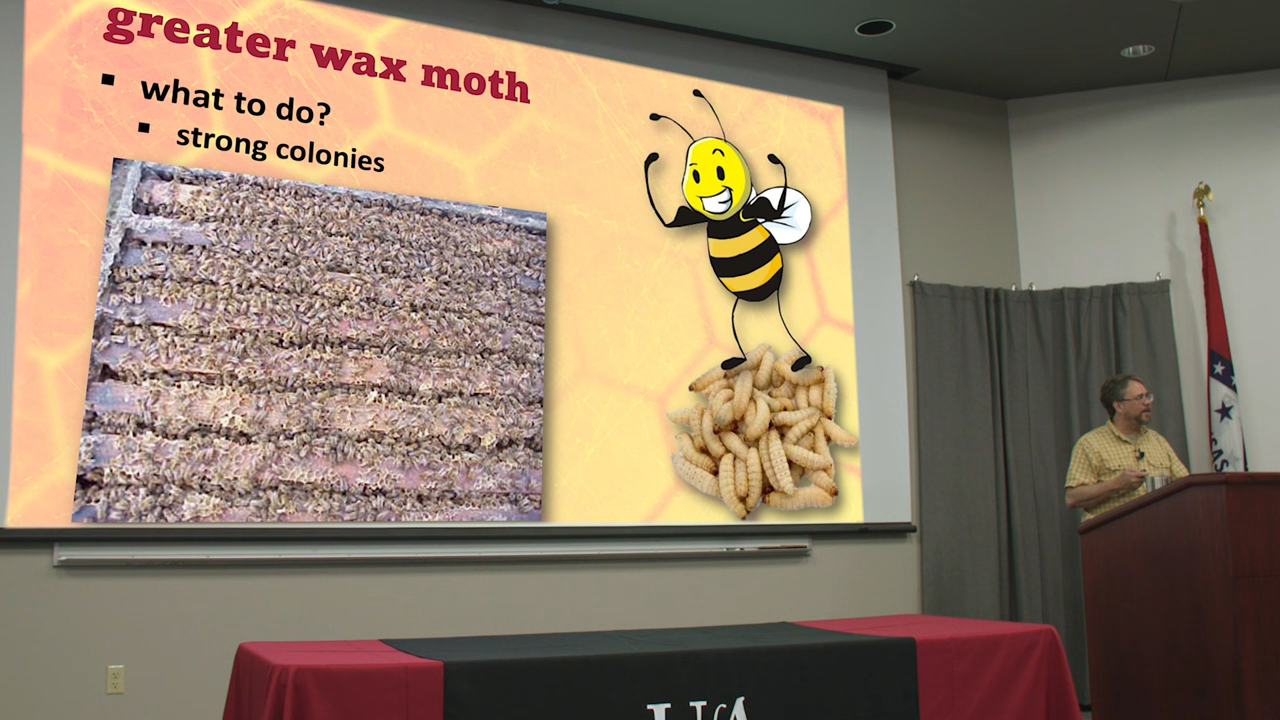 greater wax moth
▪ what to do?
▪ strong colonies